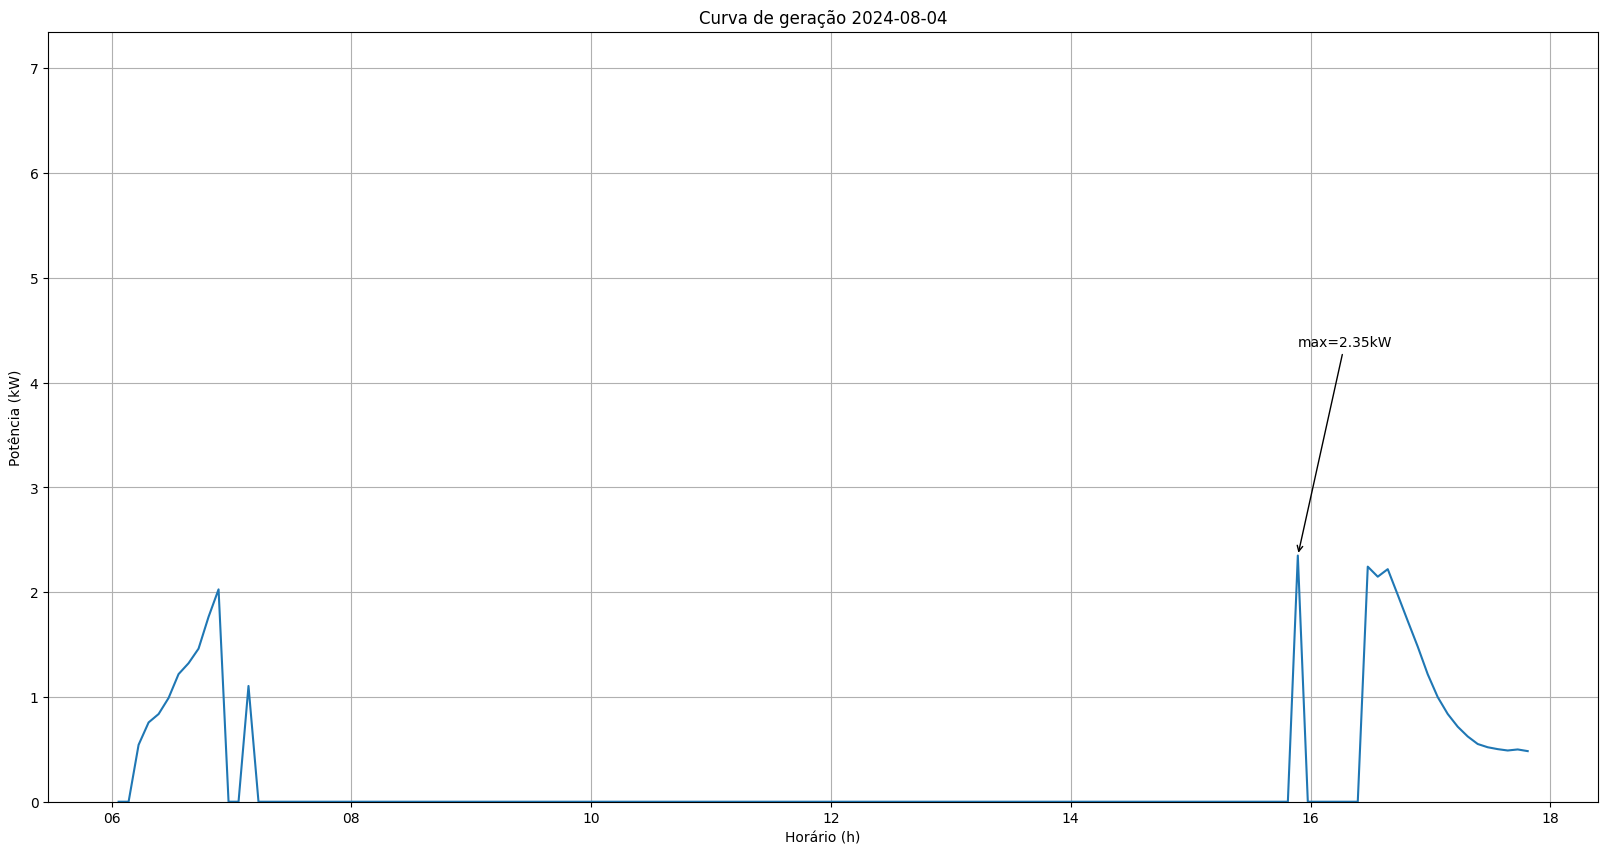 Curva de geração 2024-08-04
7
6
5
4
3
2
1
0
Potência (kW)
max=2.35kW
06 08 10 12 14 16 18
Horário (h)